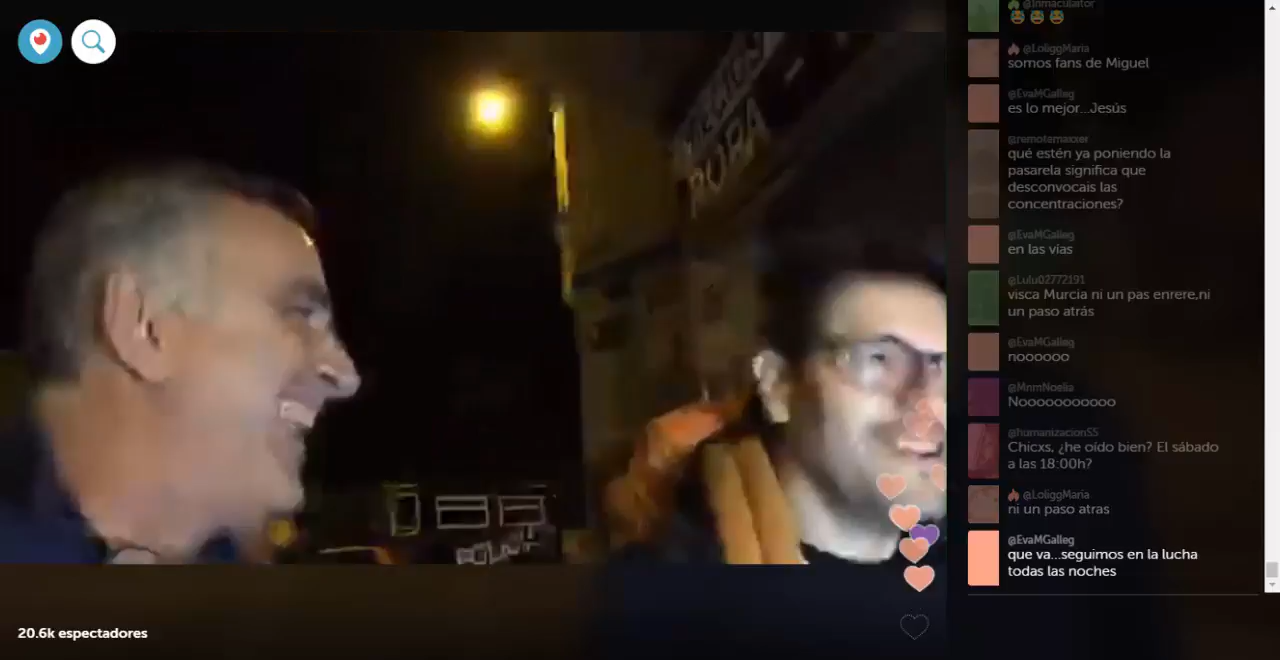 @Inmaculator
@LoliggMaria
somos fans de Miguel
@EvaMGalleg
es lo mejor...Jesús
@remotemaxxer
qué estén ya poniendo la
pasarela significa que
desconvocais las
concentraciones?
@EvaMGalleg
en las vías
@Lulu02772191
visca Murcia ni un pas enrere,ni
un paso atrás
@EvaMGalleg
noooooo
@MnmNoelia
Nooooooooooo
@humanizacionSS
Chicxs, ¿he oído bien? El sábado
a las 18:00h?
@LoliggMaria
ni un paso atras
@EvaMGalleg
que va...seguimos en la lucha
todas las noches
20.6k espectadores